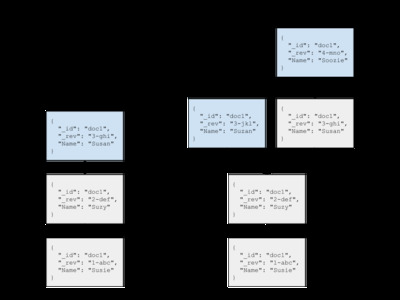 {
"_id": "doc1",
"_rev": "4-mno",
"Name": "Soozie"
}
{
"_id": "doc1",
"_rev": "3-ghi",
"Name": "Susan"
}
{
"_id": "doc1",
"_rev": "3-jkl",
"Name": "Susan"
}
{
"_id": "doc1",
"_rev": "3-ghi",
"Name": "Susan"
}
{
"_id": "doc1",
"_rev": "2-def",
"Name": "Suzy"
}
{
"_id": "doc1",
"_rev": "2-def",
"Name": "Suzy"
}
{
"_id": "doc1",
"_rev": "1-abc",
"Name": "Susie"
}
{
"_id": "doc1",
"_rev": "1-abc",
"Name": "Susie"
}